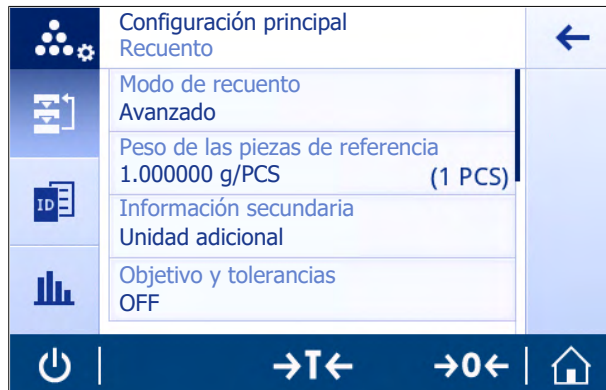 Configuración principal
Recuento
Modo de recuento
Avanzado
Peso de las piezas de referencia
1.000000 g/PCS (1 PCS)
Información secundaria
Unidad adicional
ID
Objetivo y tolerancias
OFF
→T← →0←